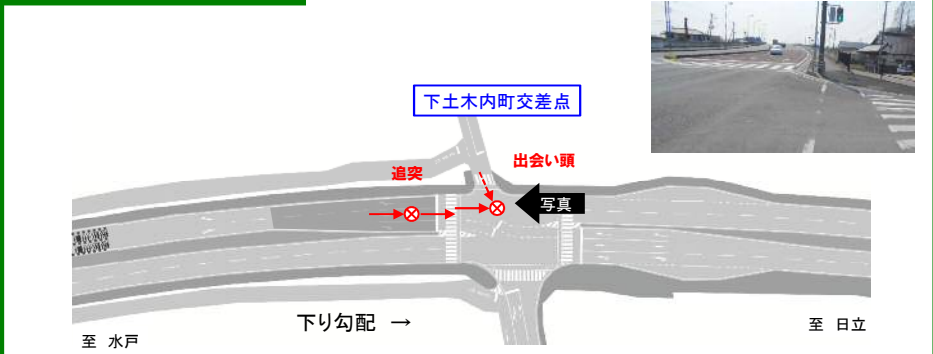 下土木内町交差点
追突
出会い頭
写真
下り勾配 →
至 水戸
至 日立